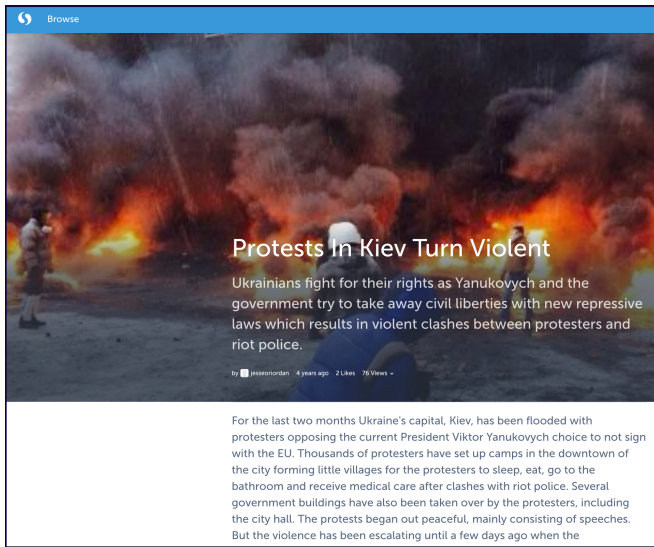 Browse
Protests In Kiev Turn Violent
Ukrainians fight for their rights as Yanukovych and the
government try to take away civil liberties with new repressive
laws which results in violent clashes between protesters and
riot police.
by jesseoriordan 4 years ago 2 Likes 76 Views
For the last two months Ukraine's capital, Kiev, has been flooded with
protesters opposing the current President Viktor Yanukovych choice to not sign
with the EU. Thousands of protesters have set up camps in the downtown of
the city forming little villages for the protesters to sleep, eat, go to the
bathroom and receive medical care after clashes with riot police. Several
government buildings have also been taken over by the protesters, including
the city hall. The protests began out peaceful, mainly consisting of speeches.
But the violence has been escalating until a few days ago when the